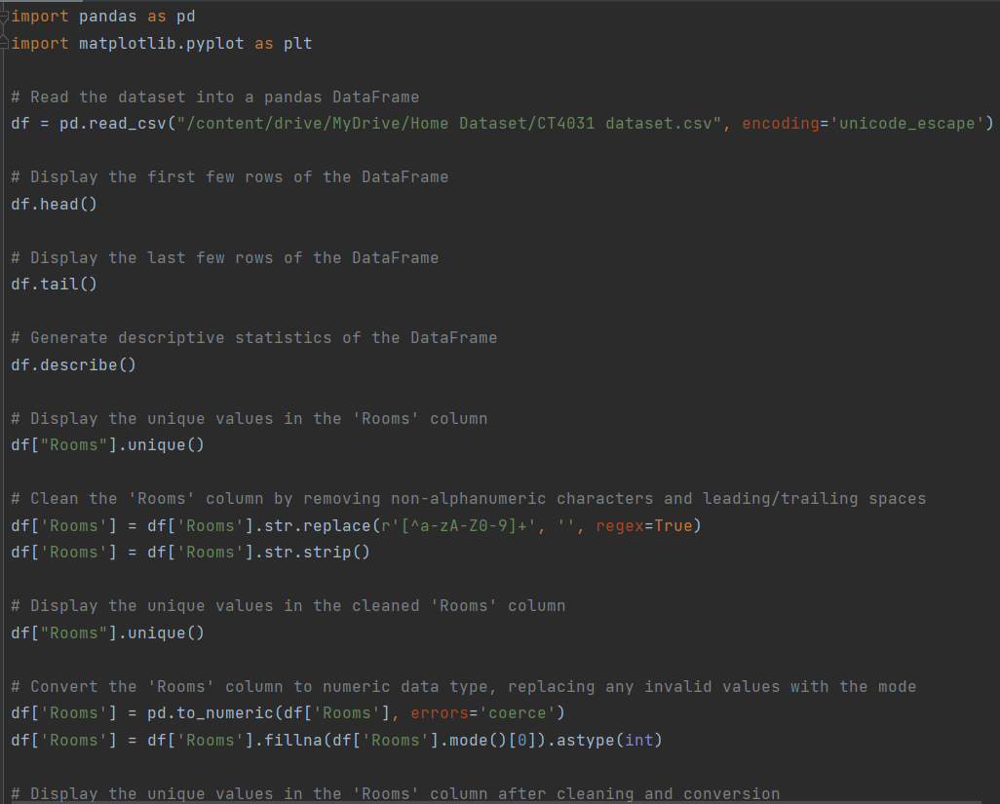 import pandas as pd
import matplotlib.pyplot as plt
# Read the dataset into a pandas DataFrame
df = pd.read_csv("/content/drive/MyDrive/Home Dataset/CT4031 dataset.csv", encoding='unicode_escape')
# Display the first few rows of the DataFrame
df.head()
# Display the last few rows of the DataFrame
df.tail()
# Generate descriptive statistics of the DataFrame
df.describe()
# Display the unique values in the 'Rooms' column
df["Rooms"].unique()
# Clean the 'Rooms' column by removing non-alphanumeric characters and leading/trailing spaces
df['Rooms'] = df['Rooms'].str.replace(r'[^a-zA-Z0-9]+', '', regex=True)
df['Rooms'] = df['Rooms'].str.strip()
# Display the unique values in the cleaned 'Rooms' column
df["Rooms"].unique()
# Convert the 'Rooms' column to numeric data type, replacing any invalid values with the mode
df['Rooms'] = pd.to_numeric(df['Rooms'], errors='coerce')
df['Rooms'] = df['Rooms'].fillna(df['Rooms'].mode()[0]).astype(int)
# Display the unique values in the 'Rooms' column after cleaning and conversion